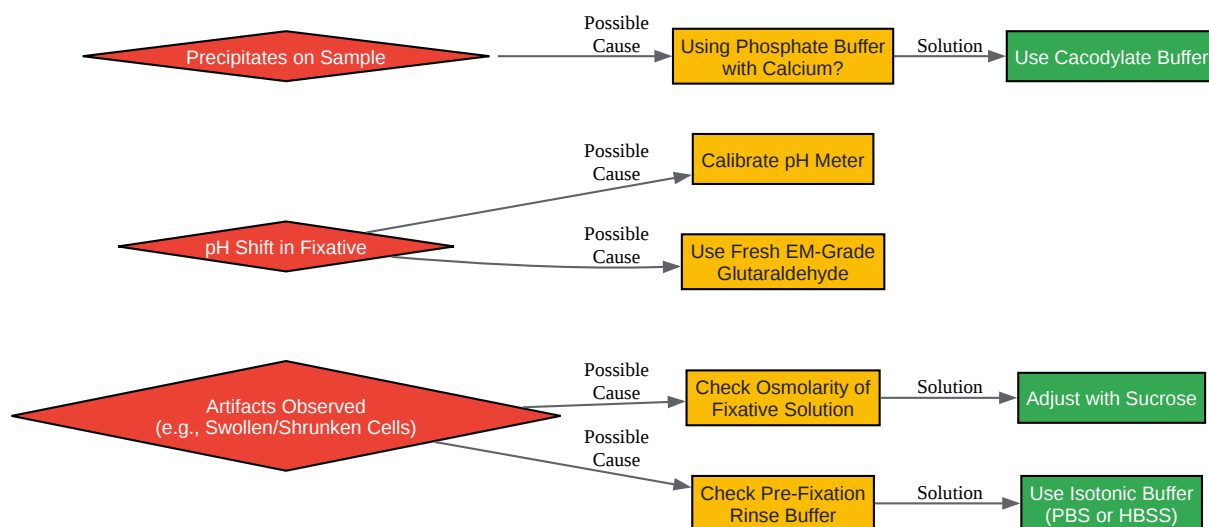 Possible
Cause
Precipitates on Sample
Using Phosphate Buffer
with Calcium?
Solution
Use Cacodylate Buffer
Possible
Cause
Calibrate pH Meter
pH Shift in Fixative
Possible
Cause
Use Fresh EM-Grade
Glutaraldehyde
Artifacts Observed
(e.g., Swollen/Shrunken Cells)
Possible
Cause
Check Osmolarity of
Fixative Solution
Solution
Adjust with Sucrose
Possible
Cause
Check Pre-Fixation
Rinse Buffer
Solution
Use Isotonic Buffer
(PBS or HBSS)